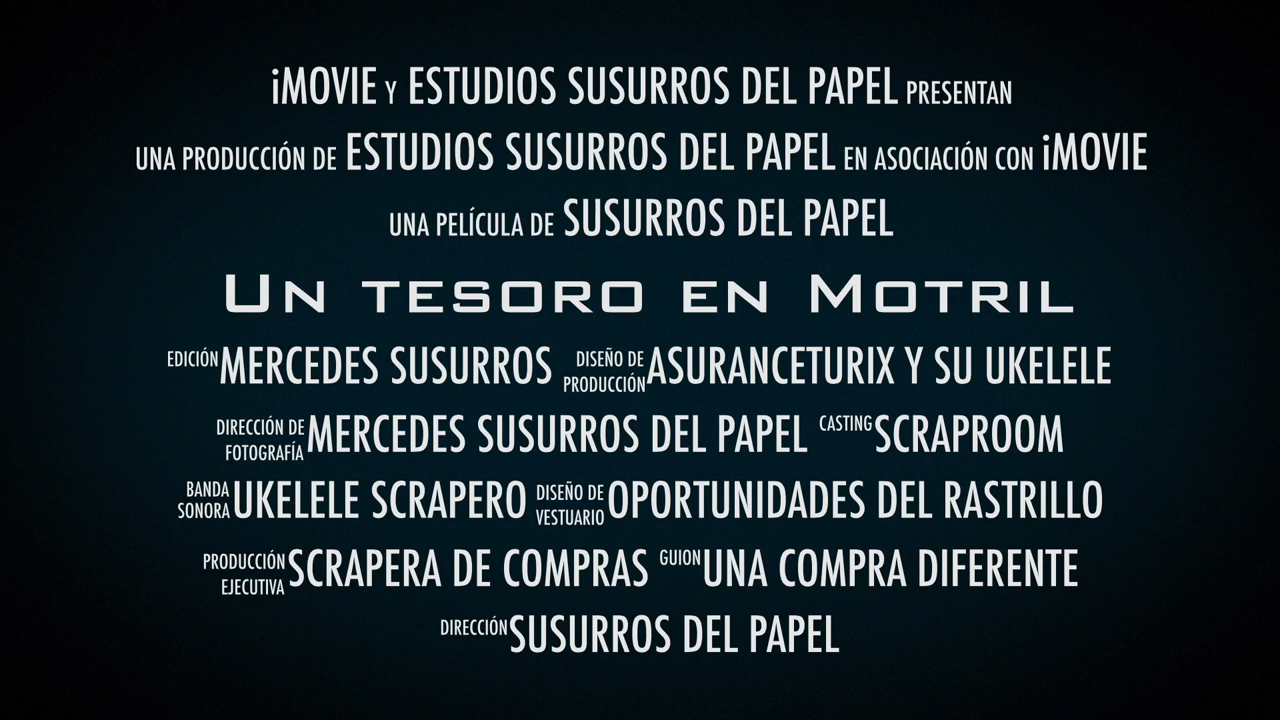 iMOVIE Y ESTUDIOS SUSURROS DEL PAPEL PRESENTAN
UNA PRODUCCIÓN DE ESTUDIOS SUSURROS DEL PAPEL EN ASOCIACIÓN CON iMOVIE
UNA PELÍCULA DE SUSURROS DEL PAPEL
UN TESORO EN MOTRIL
EDICIÓN MERCEDES SUSURROS DISEÑO DE PRODUCCIÓN ASURANCETURIX Y SU UKELELE
DIRECCIÓN DE FOTOGRAFÍA MERCEDES SUSURROS DEL PAPEL CASTING SCRAPROOM
BANDA SONORA UKELELE SCRAPERO DISEÑO DE VESTUARIO OPORTUNIDADES DEL RASTRILLO
PRODUCCIÓN EJECUTIVA SCRAPERA DE COMPRAS GUION UNA COMPRA DIFERENTE
DIRECCIÓN SUSURROS DEL PAPEL